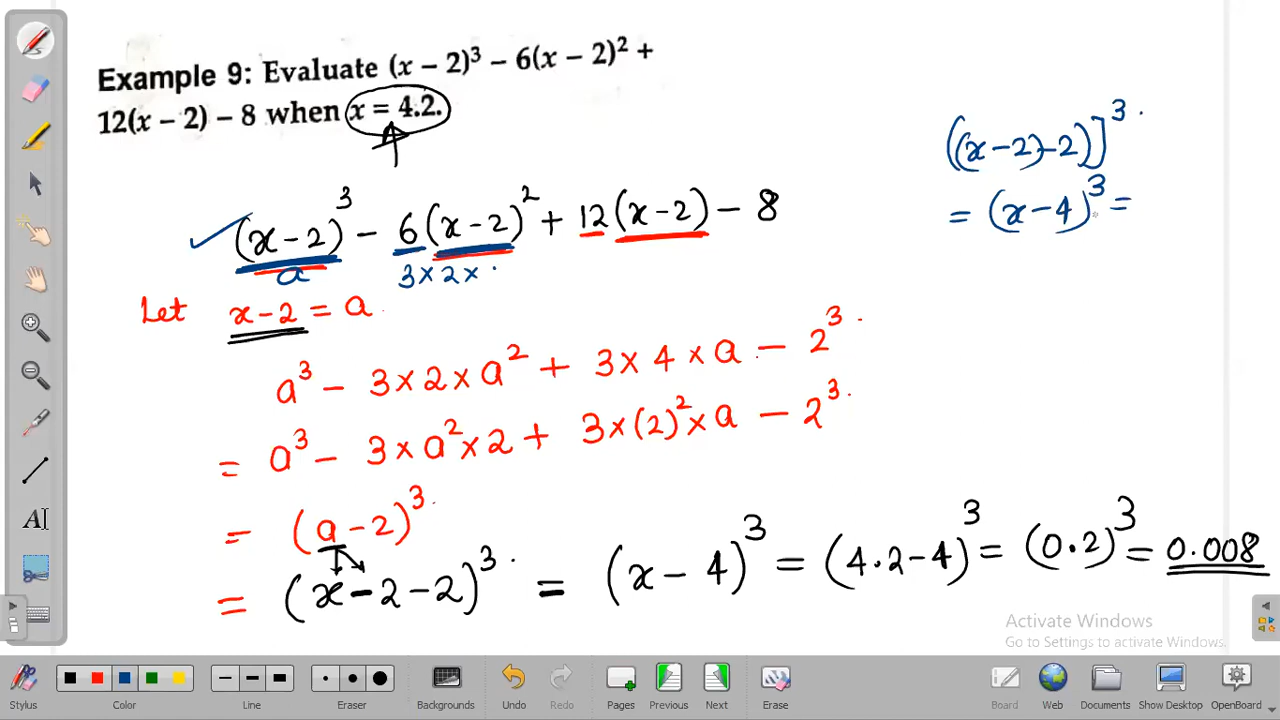 Example 9: Evaluate (x – 2)³ – 6(x – 2)² +
12(x – 2) – 8 when x = 4.2.
((x-2)-2)]³.
= (x-4)³ =
(x-2)³ - 6(x-2)² + 12(x-2) - 8
a 3×2×.
Let x-2 = a.
a³ - 3×2×a² + 3×4×a - 2³.
= a³ - 3×a²×2 + 3×(2)²×a - 2³.
= (a-2)³.
= (x-2-2)³. = (x-4)³ = (4.2-4)³ = (0.2)³ = 0.008
Activate Windows
Go to Settings to activate Windows.
AI
Stylus Color Line Eraser Backgrounds Undo Redo Pages Previous Next Erase Board Web Documents Show Desktop OpenBoard